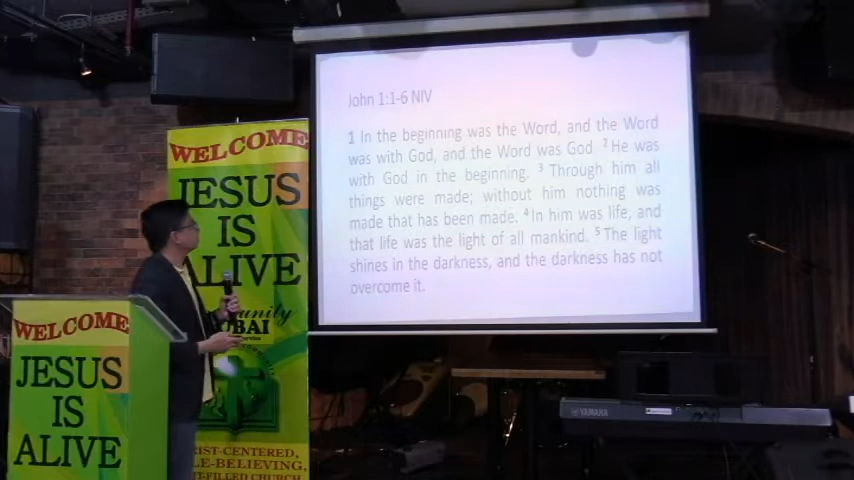 John 1:1-6 NIV
1 In the beginning was the Word, and the Word
was with God, and the Word was God. 2 He was
with God in the beginning. 3 Through him all
things were made; without him nothing was
made that has been made. 4 In him was life, and
that life was the light of all mankind. 5 The light
shines in the darkness, and the darkness has not
overcome it.
WELCOME
JESUS
IS
ALIVE
WELCOME
JESUS
IS
ALIVE
YAMAHA